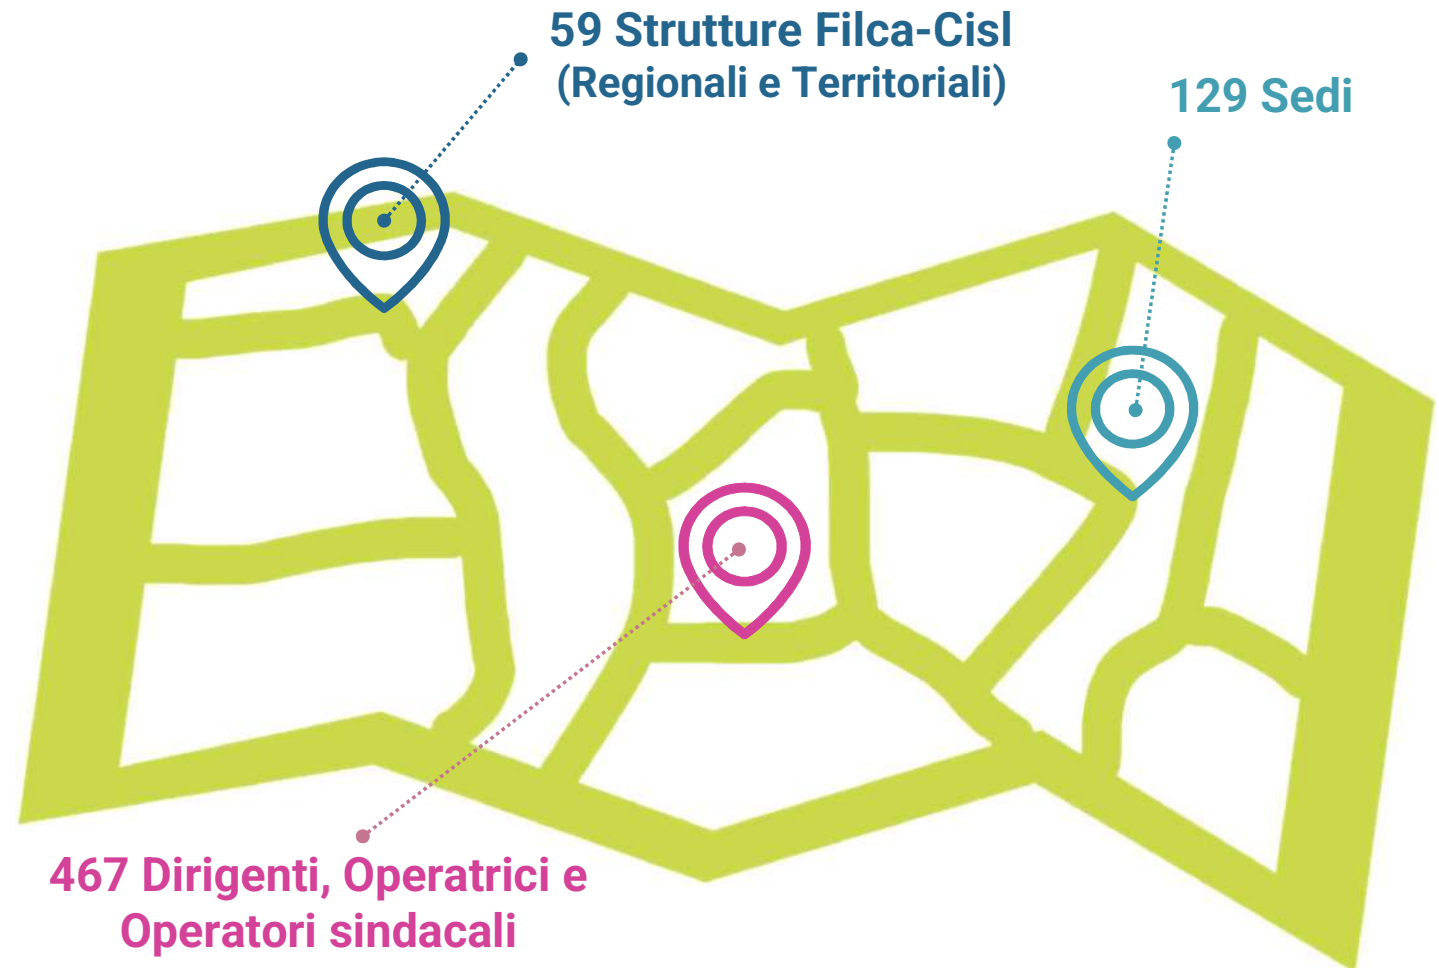 59 Strutture Filca-Cisl
(Regionali e Territoriali)
129 Sedi
467 Dirigenti, Operatrici e
Operatori sindacali